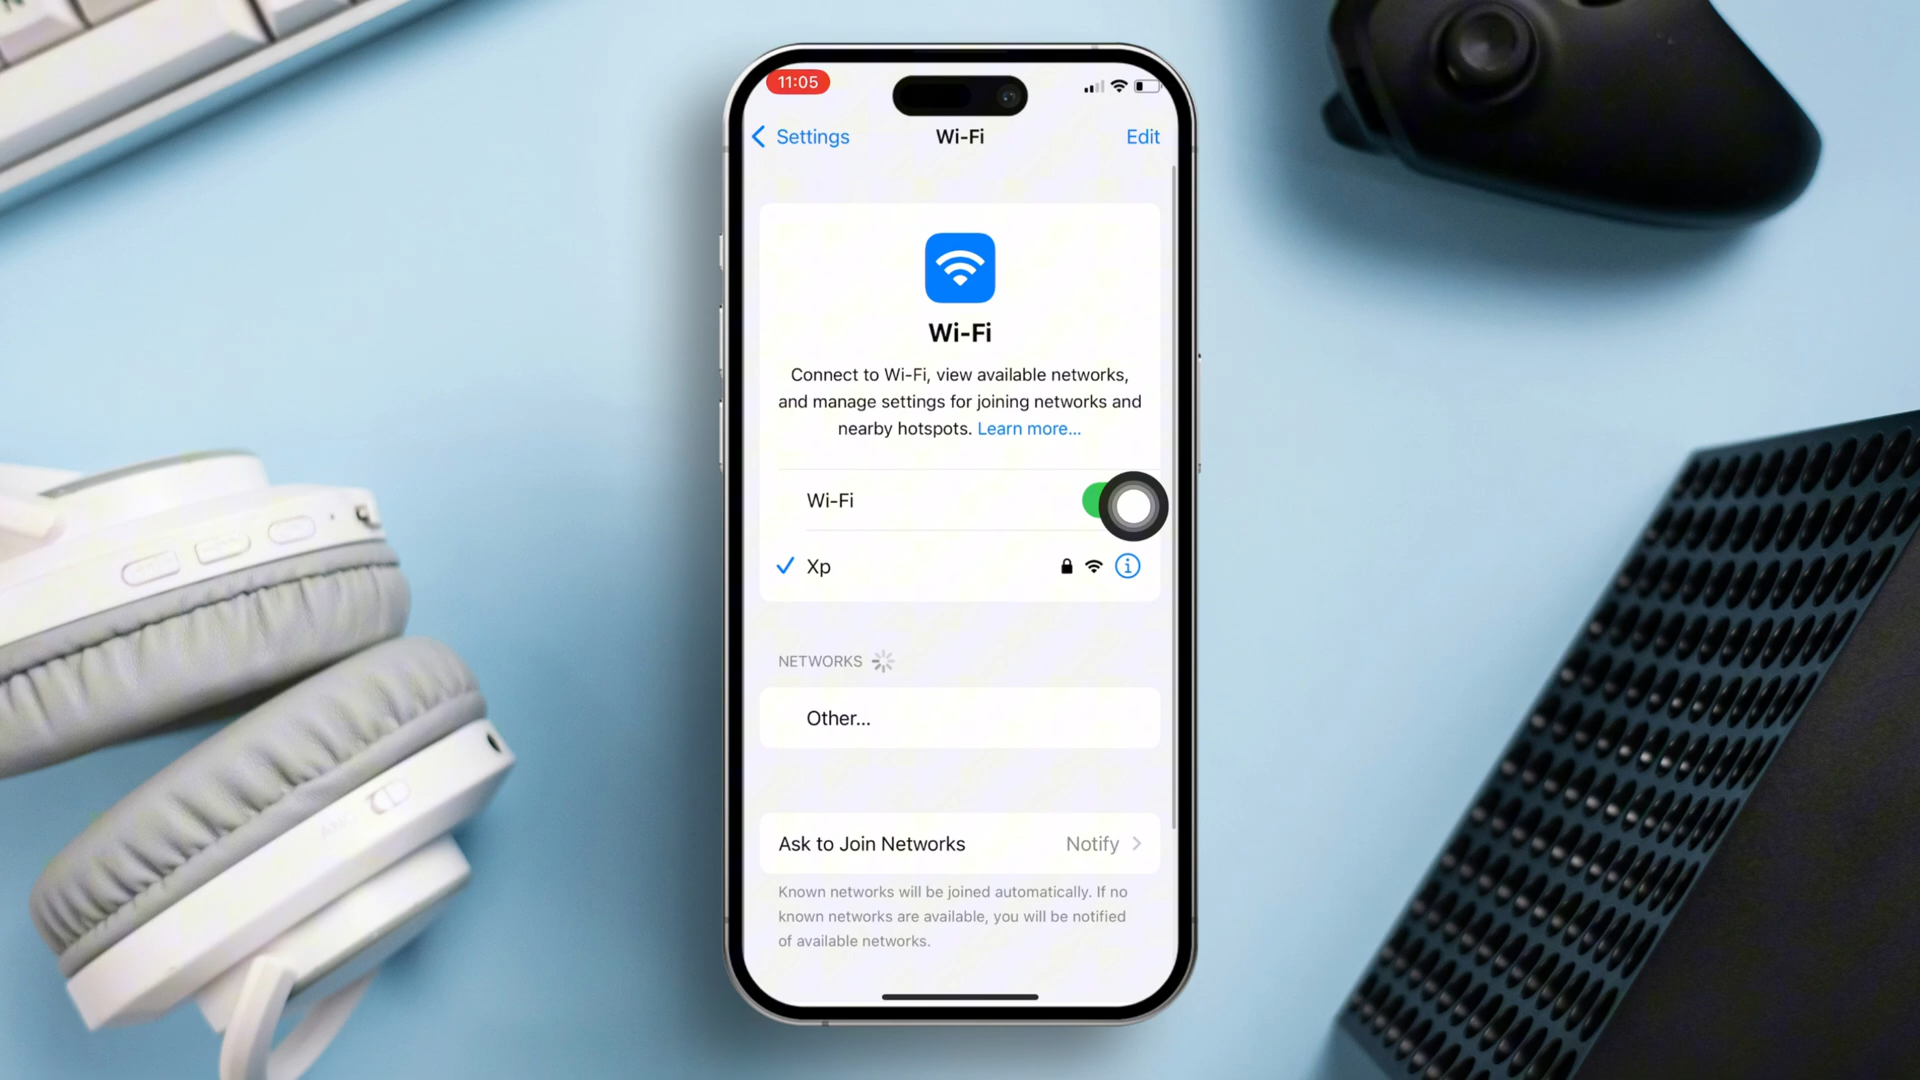 11:05
Settings
Wi-Fi
Edit
Wi-Fi
Connect to Wi-Fi, view available networks,
and manage settings for joining networks and
nearby hotspots. Learn more...
Wi-Fi
Xp
NETWORKS
Other...
Ask to Join Networks
Notify
Known networks will be joined automatically. If no
known networks are available, you will be notified
of available networks.